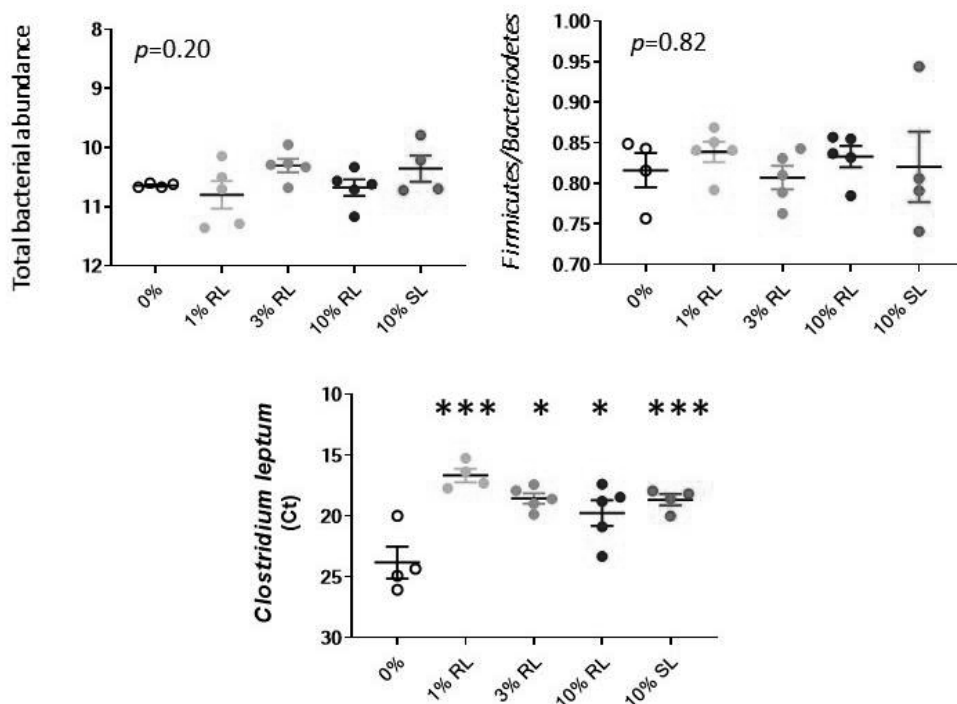 Total bacterial abundance
8
9
10
11
12
p=0.20
0%
1% RL
3% RL
10% RL
10% SL
Firmicutes/Bacteriodetes
1.00
0.95
0.90
0.85
0.80
0.75
0.70
p=0.82
0%
1% RL
3% RL
10% RL
10% SL
Clostridium leptum
(Ct)
10
15
20
25
30
*** * * ***
0%
1% RL
3% RL
10% RL
10% SL